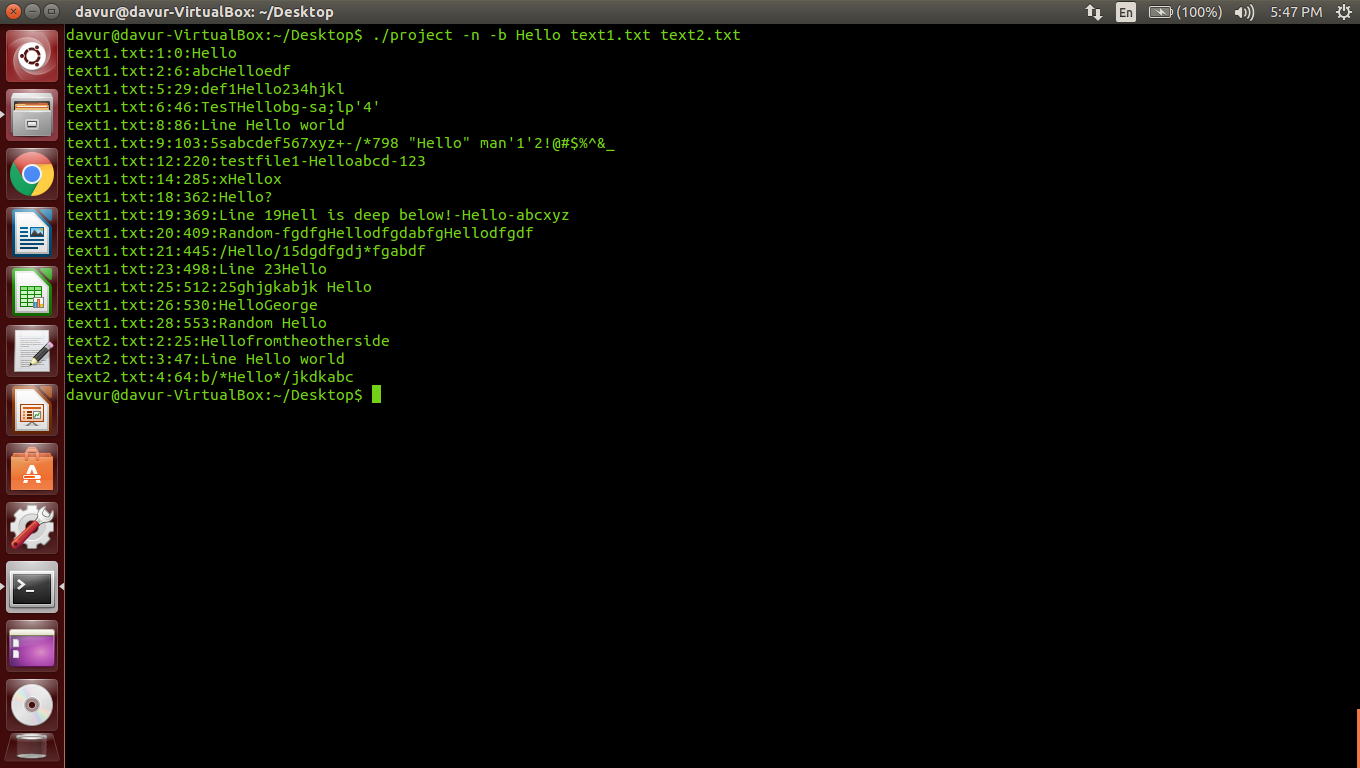 davur@davur-VirtualBox: ~/Desktop En (100%) 5:47 PM
davur@davur-VirtualBox:~/Desktop$ ./project -n -b Hello text1.txt text2.txt
text1.txt:1:0:Hello
text1.txt:2:6:abcHelloedf
text1.txt:5:29:def1Hello234hjkl
text1.txt:6:46:TesTHellobg-sa;lp'4'
text1.txt:8:86:Line Hello world
text1.txt:9:103:5sabcdef567xyz+-/*798 "Hello" man'1'2!@#$%^&_
text1.txt:12:220:testfile1-Helloabcd-123
text1.txt:14:285:xHellox
text1.txt:18:362:Hello?
text1.txt:19:369:Line 19Hell is deep below!-Hello-abcxyz
text1.txt:20:409:Random-fgdfgHellodfgdabfgHellodfgdf
text1.txt:21:445:/Hello/15dgdfgdj*fgabdf
text1.txt:23:498:Line 23Hello
text1.txt:25:512:25ghjgkabjk Hello
text1.txt:26:530:HelloGeorge
text1.txt:28:553:Random Hello
text2.txt:2:25:Hellofromtheotherside
text2.txt:3:47:Line Hello world
text2.txt:4:64:b/*Hello*/jkdkabc
davur@davur-VirtualBox:~/Desktop$